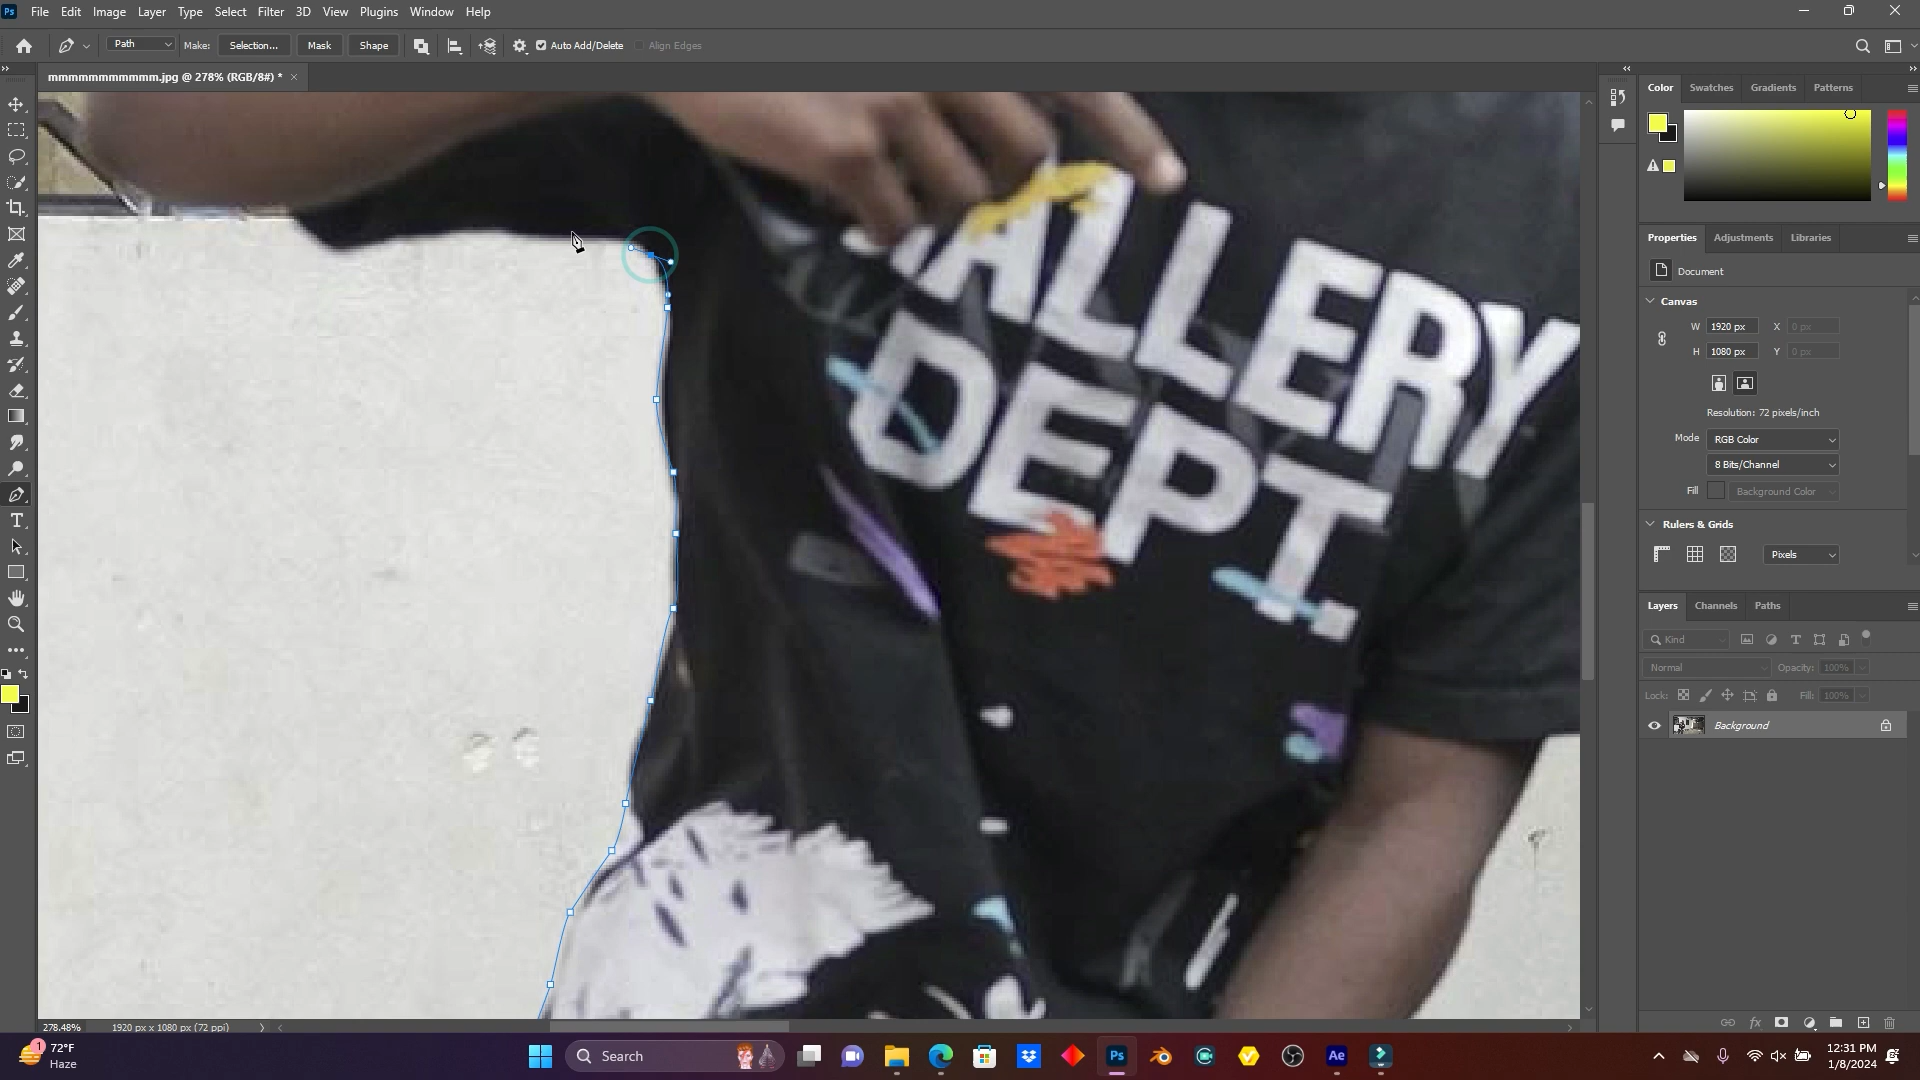 Ps File Edit Image Layer Type Select Filter 3D View Plugins Window Help
Path Make: Selection... Mask Shape Auto Add/Delete Align Edges
mmmmmmmmmmm.jpg @ 278% (RGB/8#) * ×
Color Swatches Gradients Patterns
Properties Adjustments Libraries
Document
Canvas
W 1920 px X 0 px
H 1080 px Y 0 px
Resolution: 72 pixels/inch
Mode RGB Color
8 Bits/Channel
Fill Background Color
Rulers & Grids
Pixels
Layers Channels Paths
Kind
Normal Opacity: 100%
Lock: Fill: 100%
Background
ALLERY
DEPT
278.48% 1920 px x 1080 px (72 ppi)
1 72°F
Haze
Search
Ps
Ae
12:31 PM
1/8/2024